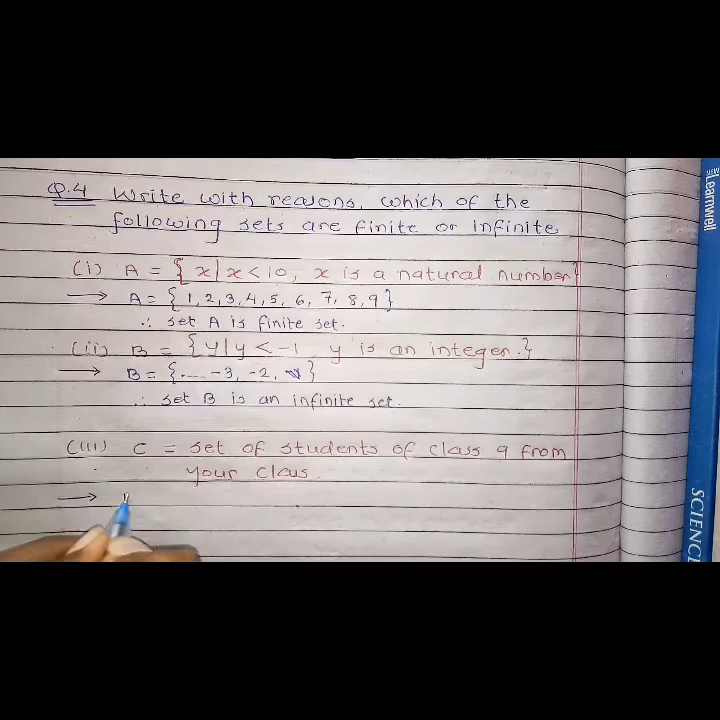 Q.4 Write with reasons, which of the
following sets are finite or infinite
(i) A = { x | x < 10, x is a natural number}
→ A = { 1, 2, 3, 4, 5, 6, 7, 8, 9 }
∴ set A is finite set.
(ii) B = { y | y < -1 y is an integer.}
→ B = { .... -3, -2, }
∴ set B is an infinite set.
(iii) C = set of students of class 9 from
your class.
→
Learnwell
SCIENC